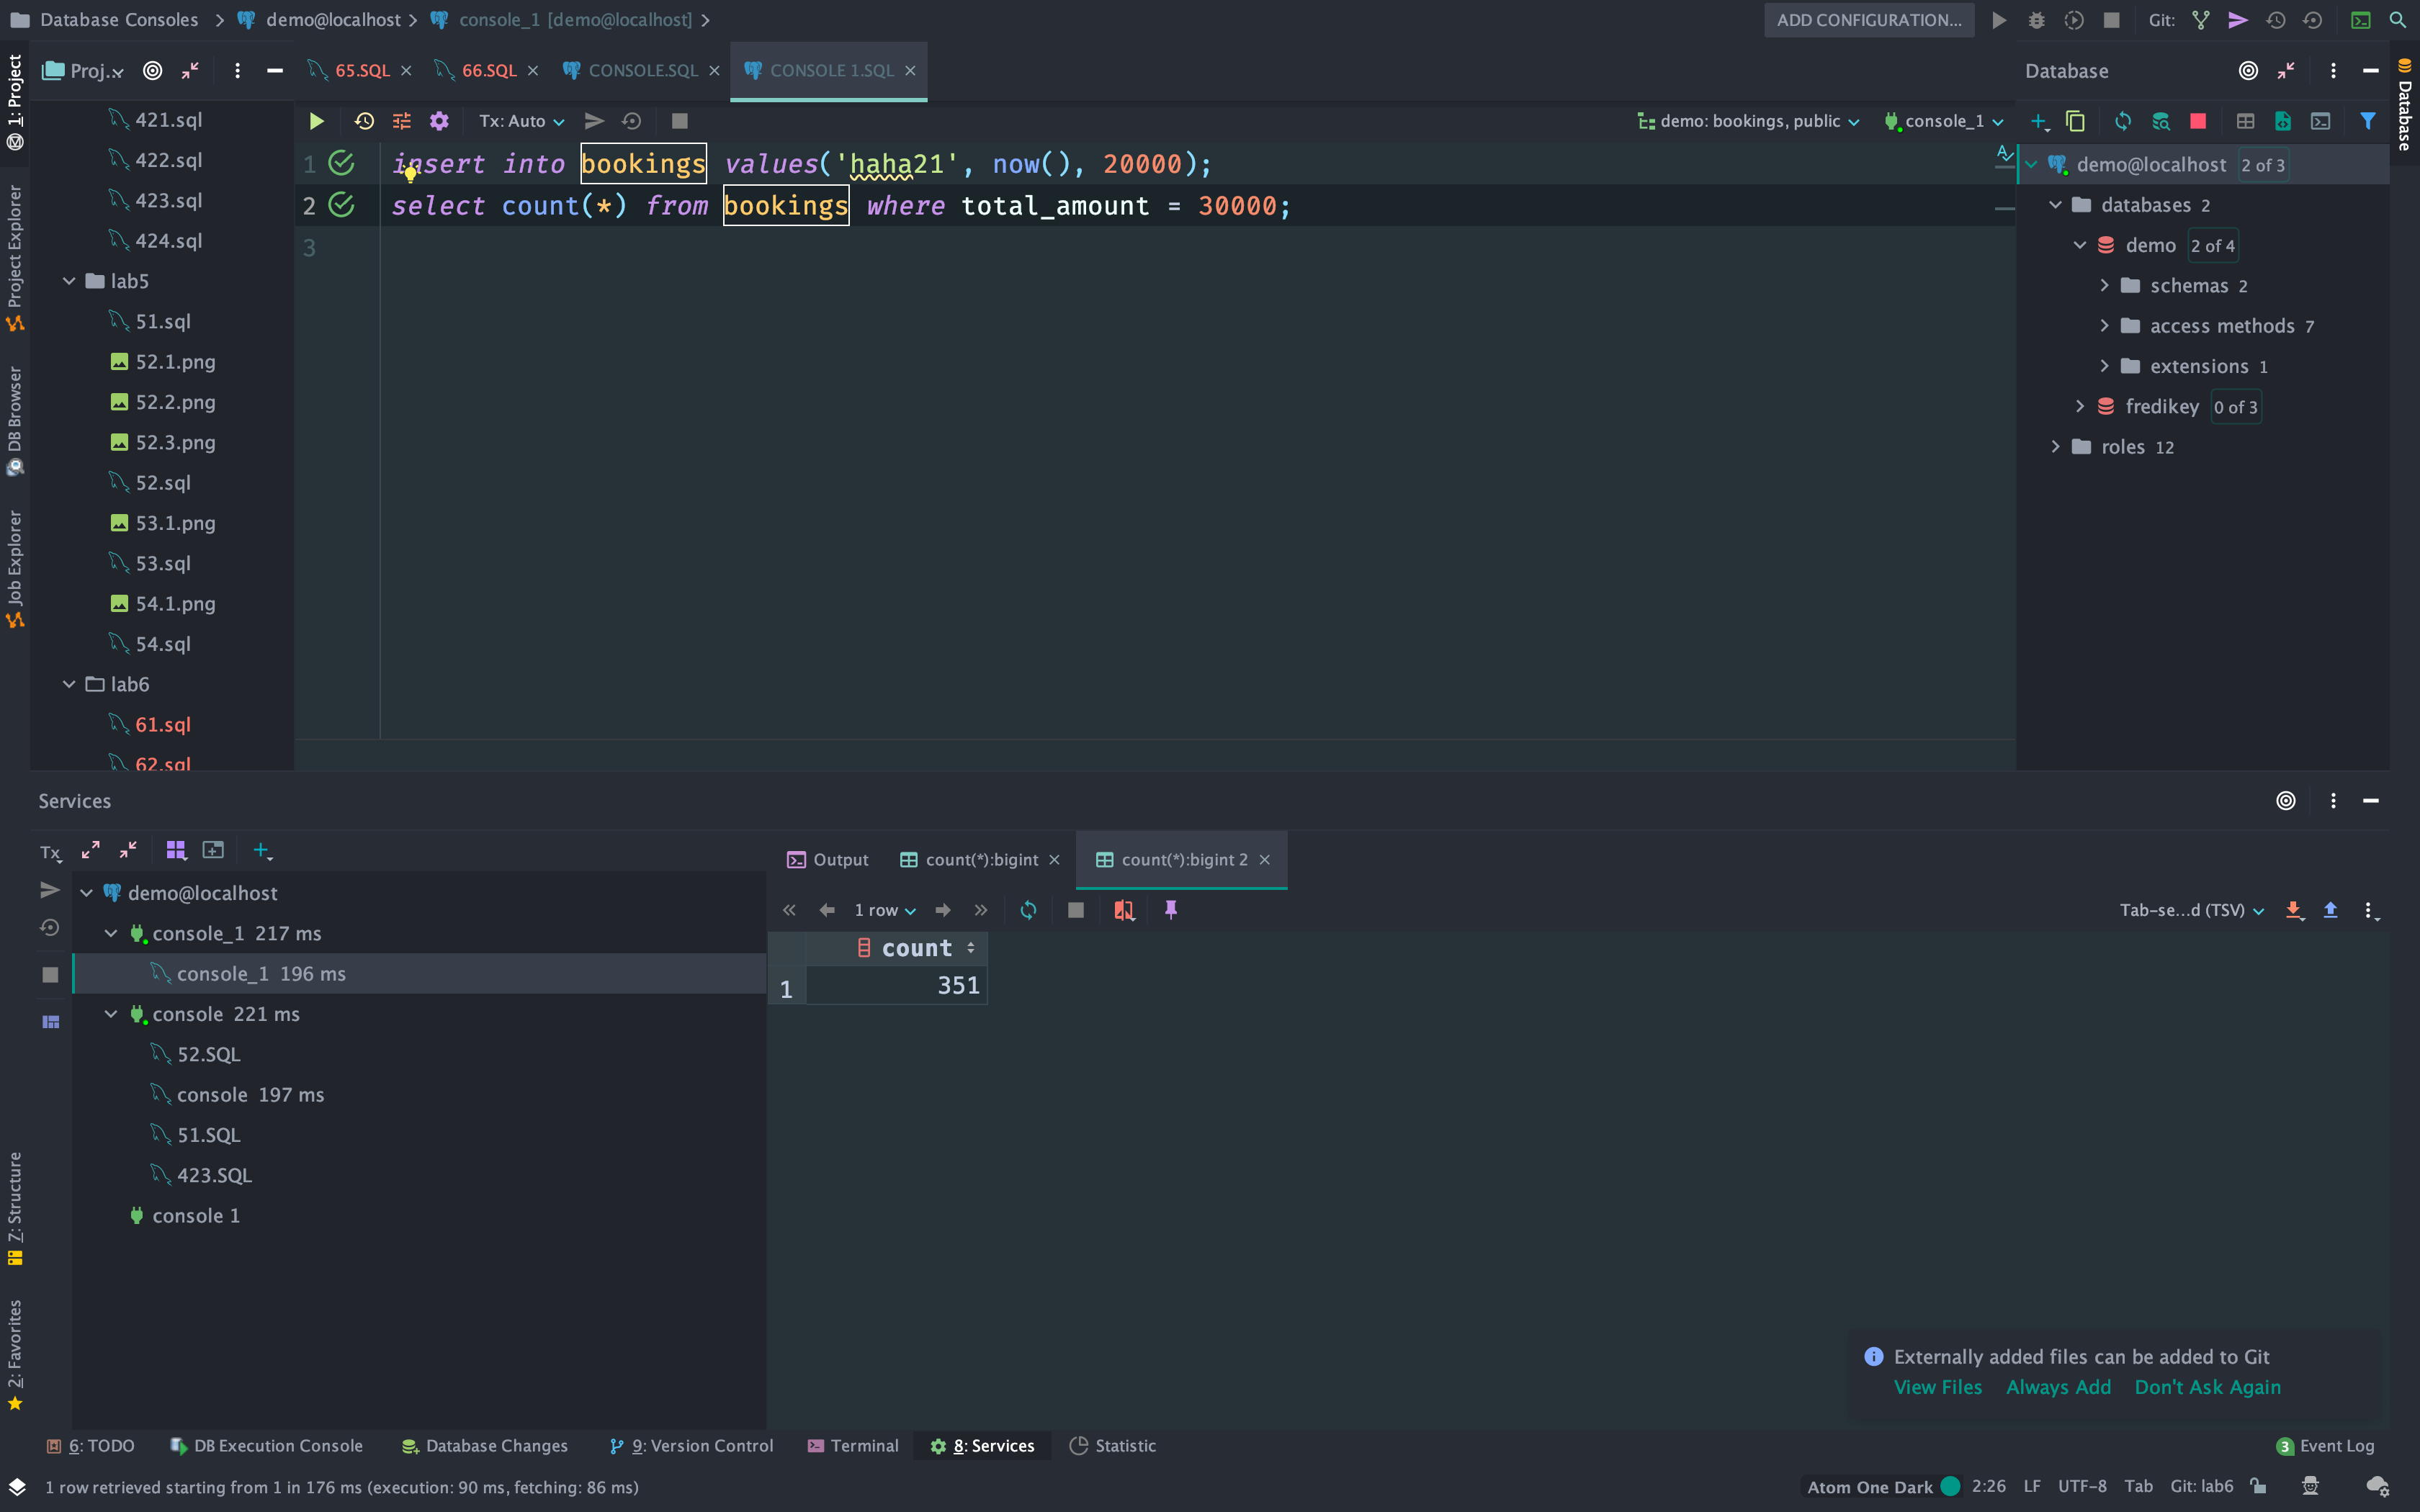 Database Consoles
demo@localhost
console_1 [demo@localhost]
ADD CONFIGURATION...
Git:
1: Project
Project Explorer
DB Browser
Job Explorer
7: Structure
2: Favorites
Proj...
65.SQL
66.SQL
CONSOLE.SQL
CONSOLE 1.SQL
Database
Database
421.sql
422.sql
423.sql
424.sql
lab5
51.sql
52.1.png
52.2.png
52.3.png
52.sql
53.1.png
53.sql
54.1.png
54.sql
lab6
61.sql
62.sql
Tx: Auto
demo: bookings, public
console_1
1 insert into bookings values('haha21', now(), 20000);
2 select count(*) from bookings where total_amount = 30000;
3
demo@localhost 2 of 3
databases 2
demo 2 of 4
schemas 2
access methods 7
extensions 1
fredikey 0 of 3
roles 12
Services
Tx
demo@localhost
console_1 217 ms
console_1 196 ms
console 221 ms
52.SQL
console 197 ms
51.SQL
423.SQL
console 1
Output
count(*):bigint
count(*):bigint 2
1 row
Tab-se...d (TSV)
count
1 351
Externally added files can be added to Git
View Files Always Add Don't Ask Again
6: TODO
DB Execution Console
Database Changes
9: Version Control
Terminal
8: Services
Statistic
3 Event Log
1 row retrieved starting from 1 in 176 ms (execution: 90 ms, fetching: 86 ms)
Atom One Dark
2:26
LF
UTF-8
Tab
Git: lab6